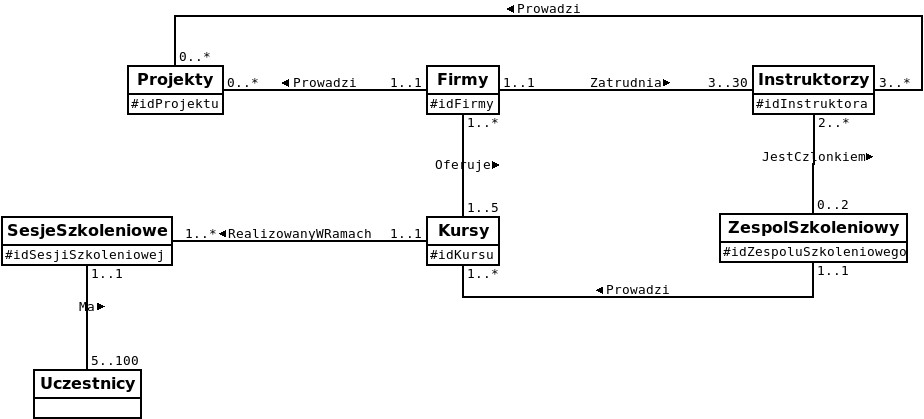 ◄Prowadzi
0..*
Projekty
#idProjektu
0..* ◄Prowadzi 1..1
Firmy
#idFirmy
1..1 Zatrudnia► 3..30
Instruktorzy
#idInstruktora
3..*
1..*
2..*
Oferuje►
JestCzlonkiem►
1..5
0..2
SesjeSzkoleniowe
#idSesjiSzkoleniowej
1..*◄RealizowanyWRamach 1..1
Kursy
#idKursu
ZespolSzkoleniowy
#idZespoluSzkoleniowego
1..1
1..*
1..1
◄Prowadzi
Ma►
5..100
Uczestnicy